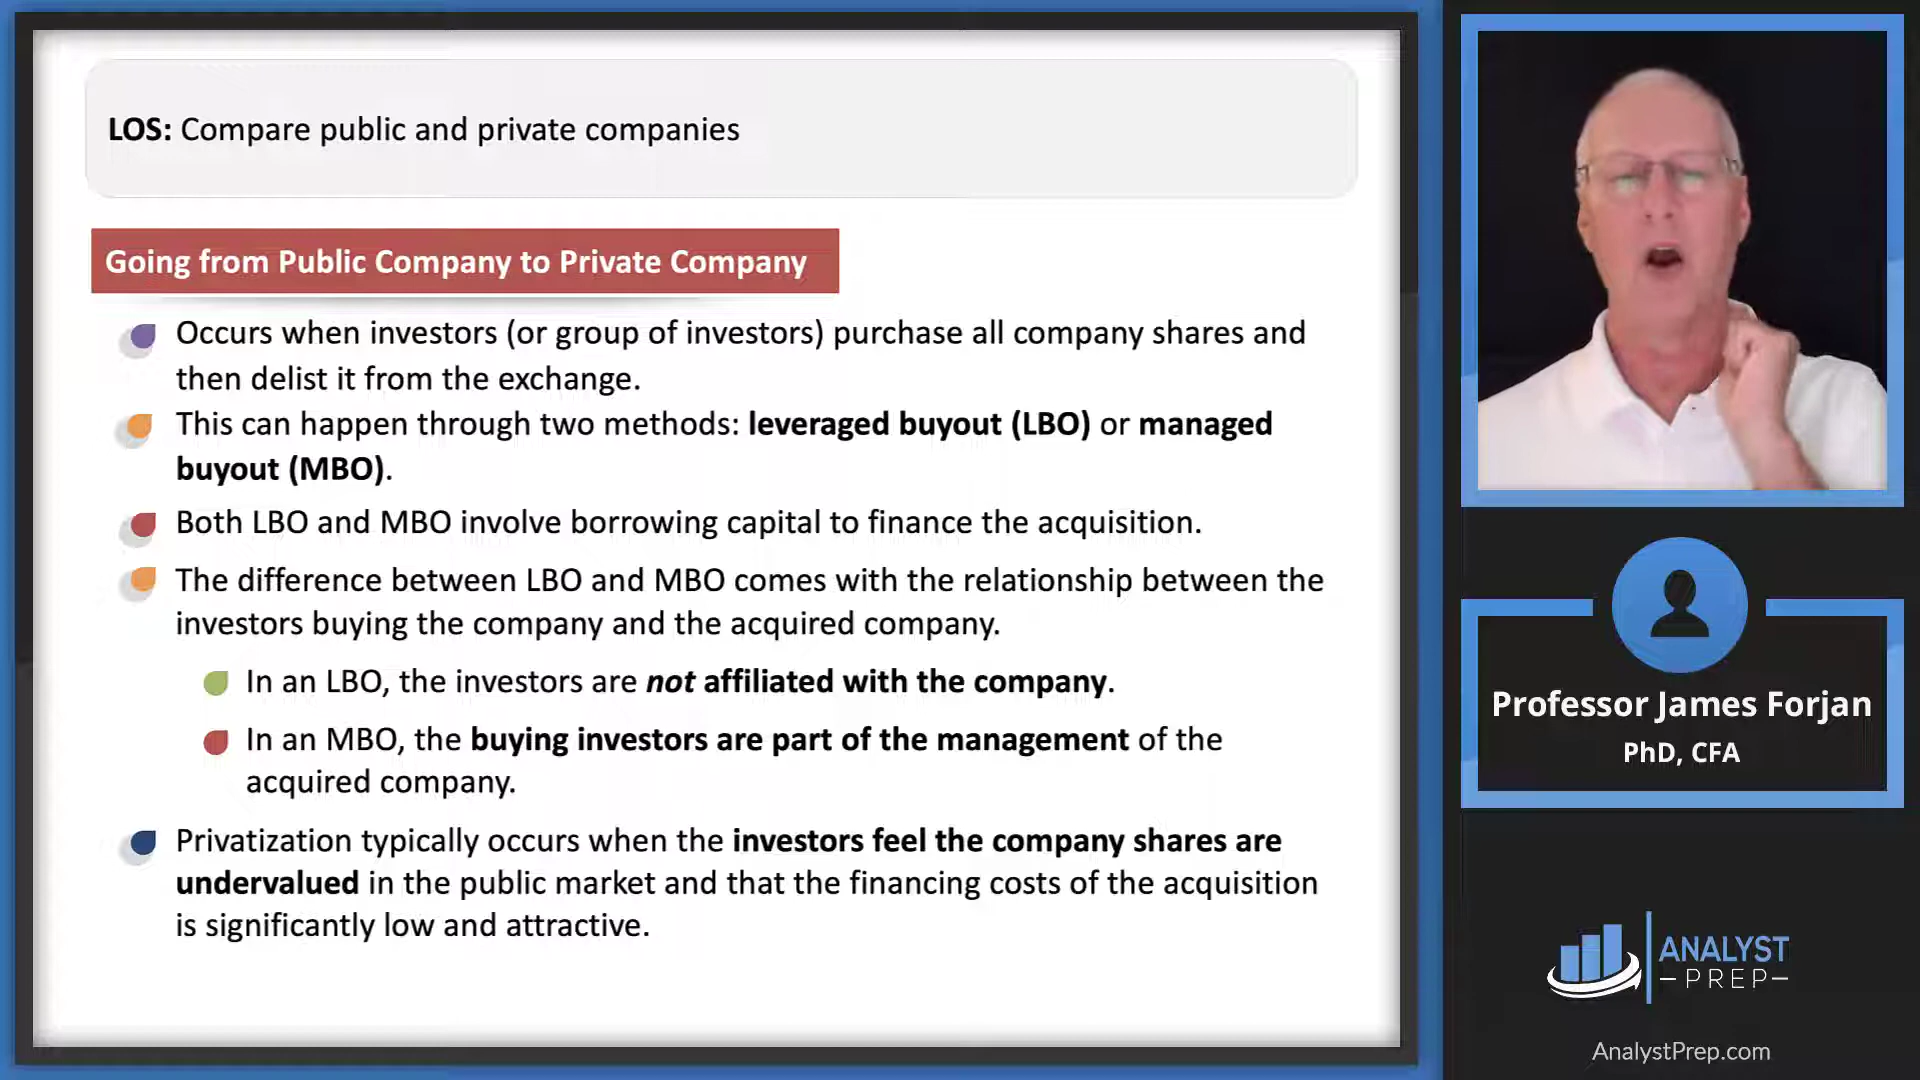 LOS: Compare public and private companies
Going from Public Company to Private Company
Occurs when investors (or group of investors) purchase all company shares and
then delist it from the exchange.
This can happen through two methods: leveraged buyout (LBO) or managed
buyout (MBO).
Both LBO and MBO involve borrowing capital to finance the acquisition.
The difference between LBO and MBO comes with the relationship between the
investors buying the company and the acquired company.
In an LBO, the investors are not affiliated with the company.
In an MBO, the buying investors are part of the management of the
acquired company.
Privatization typically occurs when the investors feel the company shares are
undervalued in the public market and that the financing costs of the acquisition
is significantly low and attractive.
Professor James Forjan
PhD, CFA
ANALYST
PREP
AnalystPrep.com